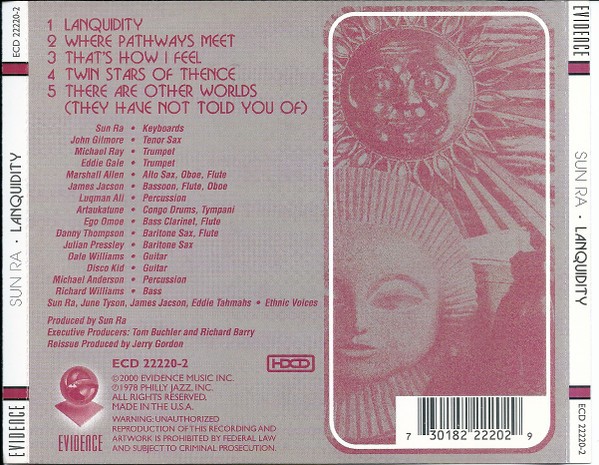 ECD 22220-2
SUN RA · LANQUIDITY
EVIDENCE
1 LANQUIDITY
2 WHERE PATHWAYS MEET
3 THAT'S HOW I FEEL
4 TWIN STARS OF THENCE
5 THERE ARE OTHER WORLDS
(THEY HAVE NOT TOLD YOU OF)
Sun Ra • Keyboards
John Gilmore • Tenor Sax
Michael Ray • Trumpet
Eddie Gale • Trumpet
Marshall Allen • Alto Sax, Oboe, Flute
James Jacson • Bassoon, Flute, Oboe
Luqman Ali • Percussion
Artaukatune • Congo Drums, Tympani
Ego Omoe • Bass Clarinet, Flute
Danny Thompson • Baritone Sax, Flute
Julian Pressley • Baritone Sax
Dale Williams • Guitar
Disco Kid • Guitar
Michael Anderson • Percussion
Richard Williams • Bass
Sun Ra, June Tyson, James Jacson, Eddie Tahmahs • Ethnic Voices
Produced by Sun Ra
Executive Producers: Tom Buchler and Richard Barry
Reissue Produced by Jerry Gordon
ECD 22220-2
HDCD
©2000 EVIDENCE MUSIC INC.
℗1978 PHILLY JAZZ, INC.
ALL RIGHTS RESERVED.
MADE IN THE U.S.A.
WARNING: UNAUTHORIZED
REPRODUCTION OF THIS RECORDING AND
ARTWORK IS PROHIBITED BY FEDERAL LAW
AND SUBJECT TO CRIMINAL PROSECUTION.
EVIDENCE
7 30182 22202 9
EVIDENCE
SUN RA · LANQUIDITY
ECD 22220-2